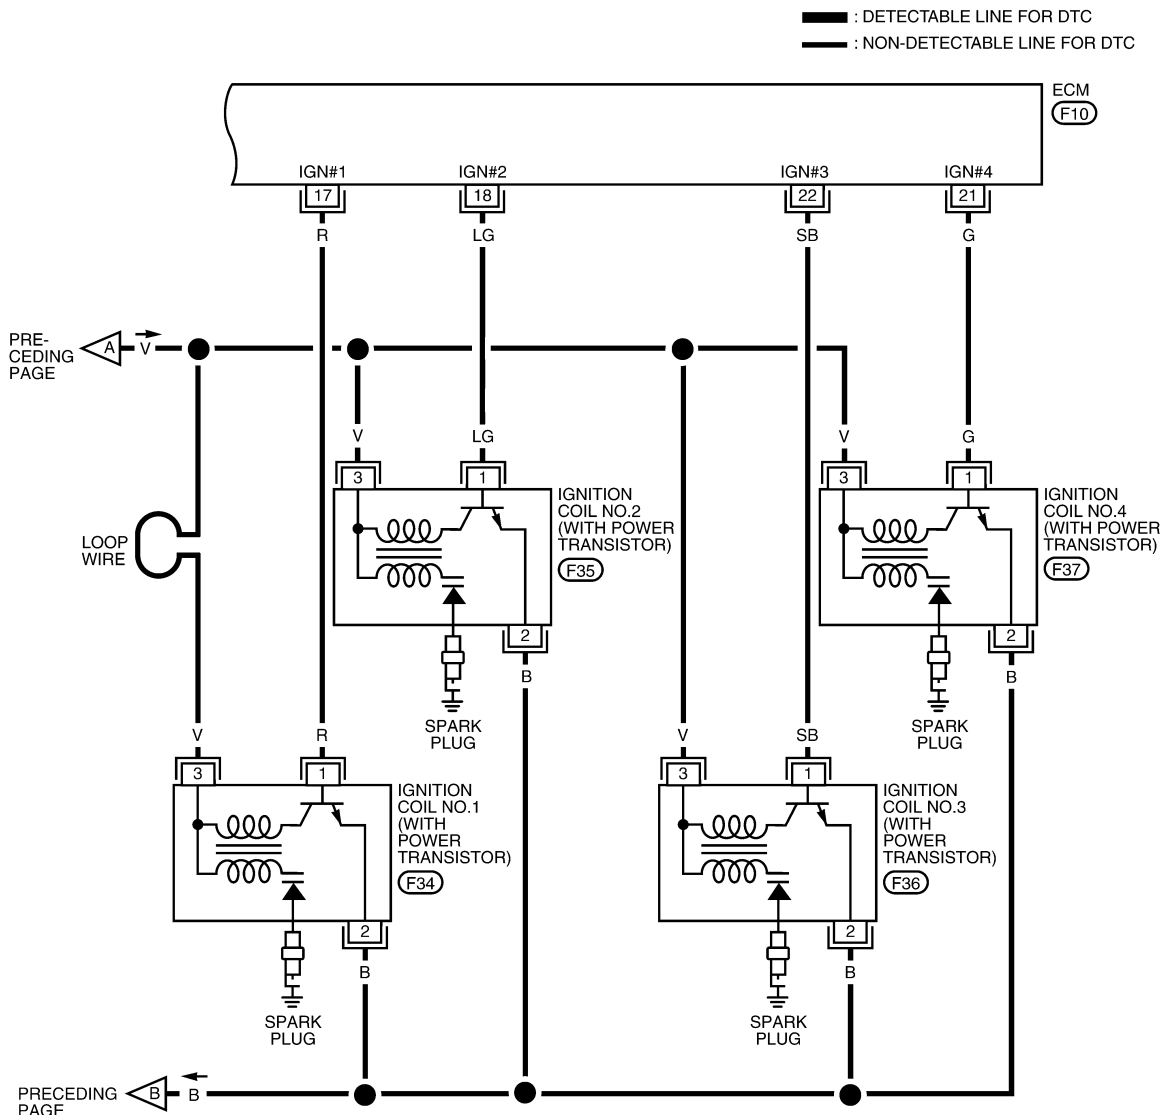 : DETECTABLE LINE FOR DTC
: NON-DETECTABLE LINE FOR DTC
ECM
F10
IGN#1 IGN#2 IGN#3 IGN#4
17 18 22 21
R LG SB G
PRE-
CEDING
PAGE
A V
V LG V G
3 1 3 1
IGNITION
COIL NO.2
(WITH POWER
TRANSISTOR)
F35
IGNITION
COIL NO.4
(WITH POWER
TRANSISTOR)
F37
LOOP
WIRE
2 2
B B
SPARK
PLUG
SPARK
PLUG
V R V SB
3 1 3 1
IGNITION
COIL NO.1
(WITH
POWER
TRANSISTOR)
F34
IGNITION
COIL NO.3
(WITH
POWER
TRANSISTOR)
F36
2 2
B B
SPARK
PLUG
SPARK
PLUG
PRECEDING
PAGE
B B